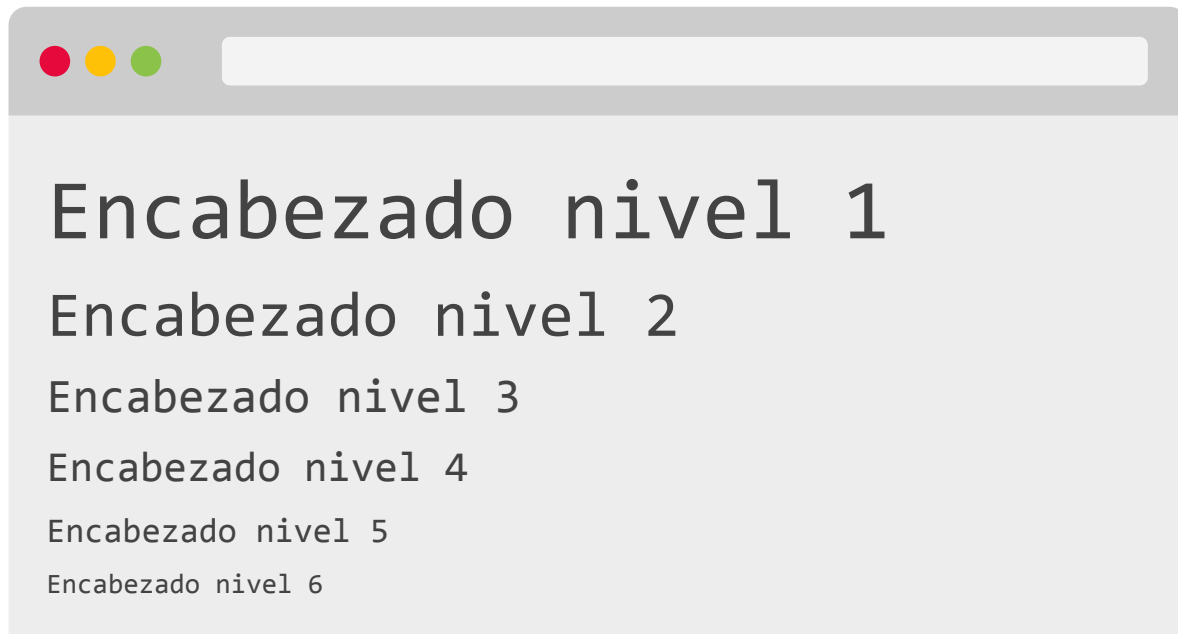 Encabezado nivel 1
Encabezado nivel 2
Encabezado nivel 3
Encabezado nivel 4
Encabezado nivel 5
Encabezado nivel 6